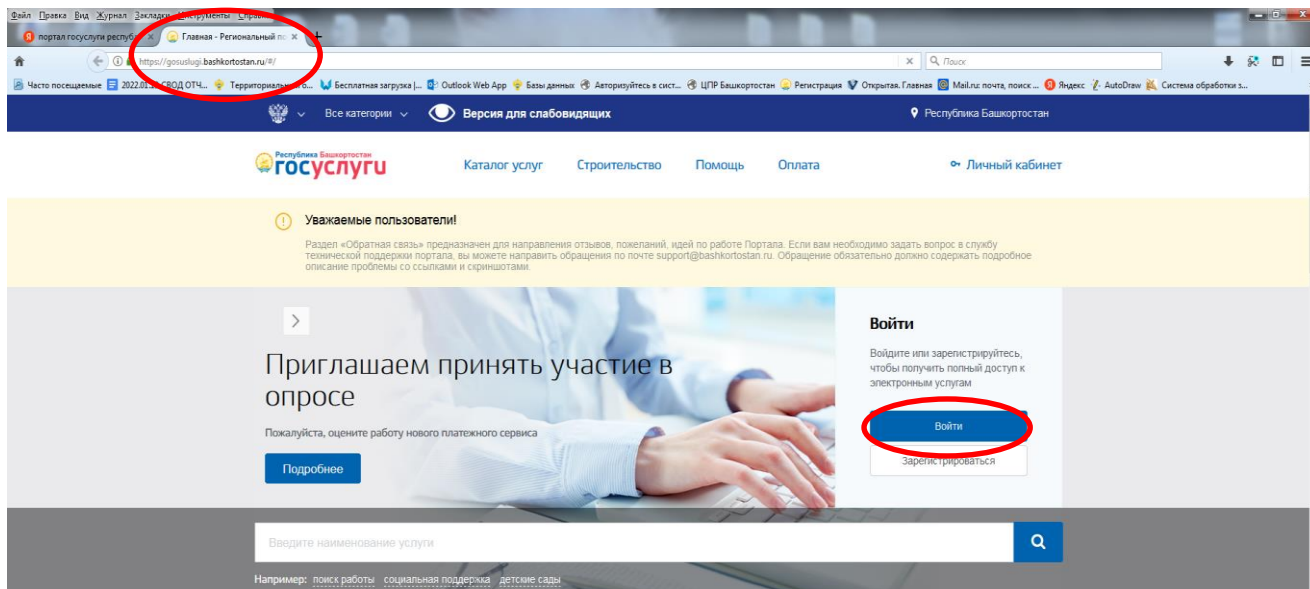 Файл Правка Вид Журнал Закладки Инструменты
портал госуслуги респуб
Главная - Региональный по
https://gosuslugi.bashkortostan.ru/#/
Поиск
Часто посещаемые
СВОД ОТЧ...
Бесплатная загрузка |...
Outlook Web App
Базы данных
Авторизуйтесь в сист...
ЦПР Башкортостан
Регистрация
Открытая. Главная
Mail.ru: почта, поиск ...
Яндекс
AutoDraw
Система обработки з...
Все категории
Версия для слабовидящих
Республика Башкортостан
Республика Башкортостан
госуслуги
Каталог услуг
Строительство
Помощь
Оплата
Личный кабинет
Уважаемые пользователи!
Раздел «Обратная связь» предназначен для направления отзывов, пожеланий, идей по работе Портала. Если вам необходимо задать вопрос в службу
технической поддержки портала, вы можете направить обращения по почте support@bashkortostan.ru. Обращение обязательно должно содержать подробное
описание проблемы со ссылками и скриншотами.
Приглашаем принять участие в
опросе
Пожалуйста, оцените работу нового платежного сервиса
Подробнее
Войти
Войдите или зарегистрируйтесь,
чтобы получить полный доступ к
электронным услугам
Войти
Зарегистрироваться
Введите наименование услуги
Например: поиск работы социальная поддержка детские сады